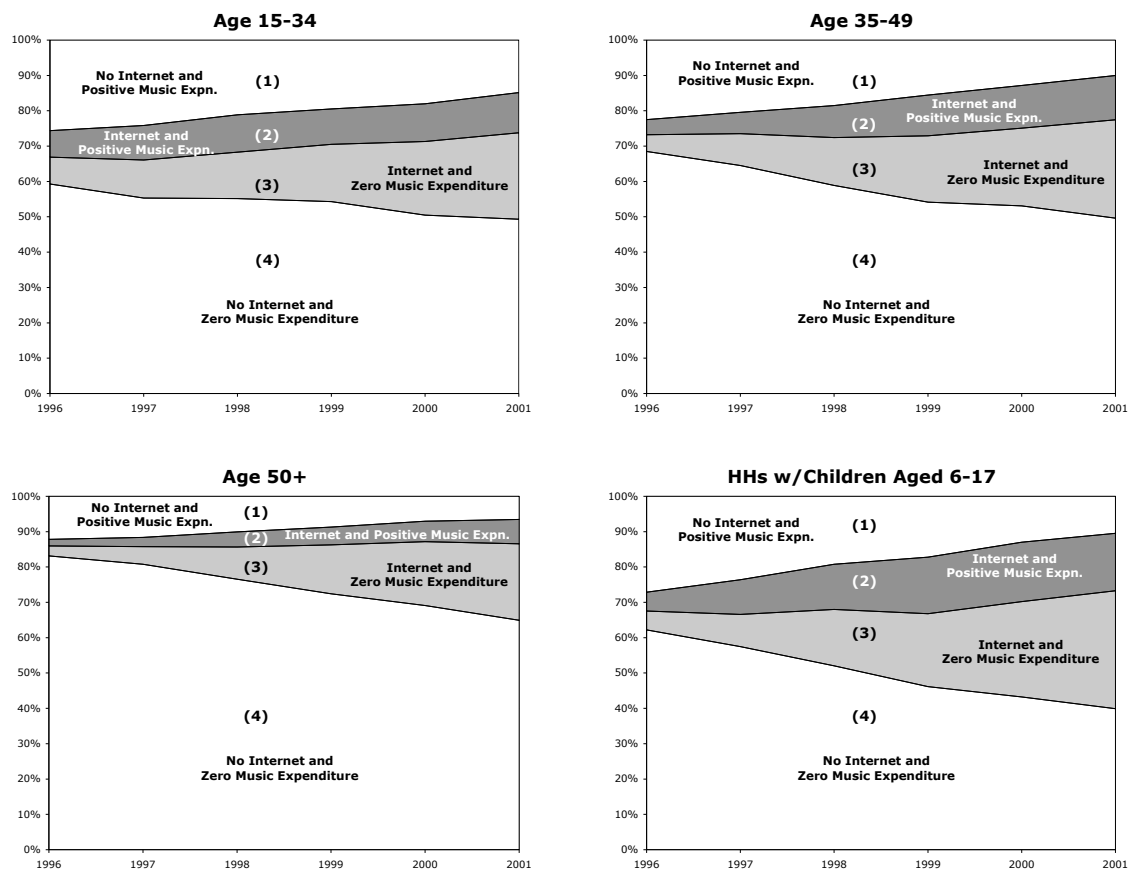 Age 15-34
100%
90%
80%
70%
60%
50%
40%
30%
20%
10%
0%
No Internet and
Positive Music Expn.
(1)
Internet and
Positive Music Expn.
(2)
(3)
Internet and
Zero Music Expenditure
(4)
No Internet and
Zero Music Expenditure
1996 1997 1998 1999 2000 2001
Age 35-49
100%
90%
80%
70%
60%
50%
40%
30%
20%
10%
0%
No Internet and
Positive Music Expn.
(1)
Internet and
Positive Music Expn.
(2)
(3)
Internet and
Zero Music Expenditure
(4)
No Internet and
Zero Music Expenditure
1996 1997 1998 1999 2000 2001
Age 50+
100%
90%
80%
70%
60%
50%
40%
30%
20%
10%
0%
No Internet and
Positive Music Expn.
(1)
(2) Internet and Positive Music Expn.
(3)
Internet and
Zero Music Expenditure
(4)
No Internet and
Zero Music Expenditure
1996 1997 1998 1999 2000 2001
HHs w/Children Aged 6-17
100%
90%
80%
70%
60%
50%
40%
30%
20%
10%
0%
No Internet and
Positive Music Expn.
(1)
Internet and
Positive Music Expn.
(2)
(3)
Internet and
Zero Music Expenditure
(4)
No Internet and
Zero Music Expenditure
1996 1997 1998 1999 2000 2001